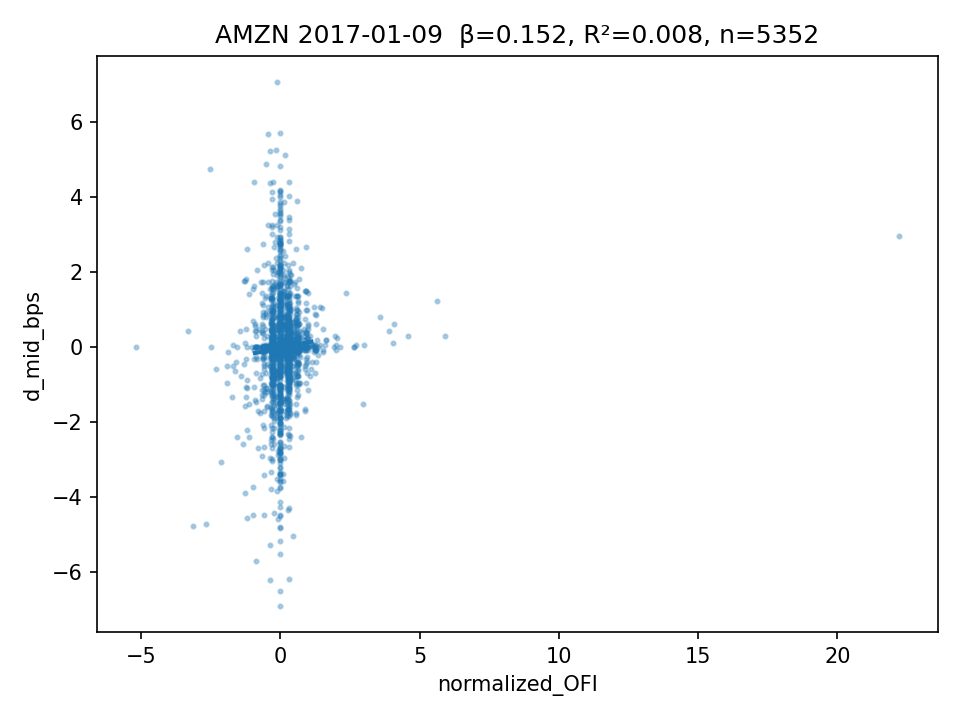 AMZN 2017-01-09  β=0.152, R²=0.008, n=5352
6
4
2
0
−2
−4
−6
d_mid_bps
−5 0 5 10 15 20
normalized_OFI